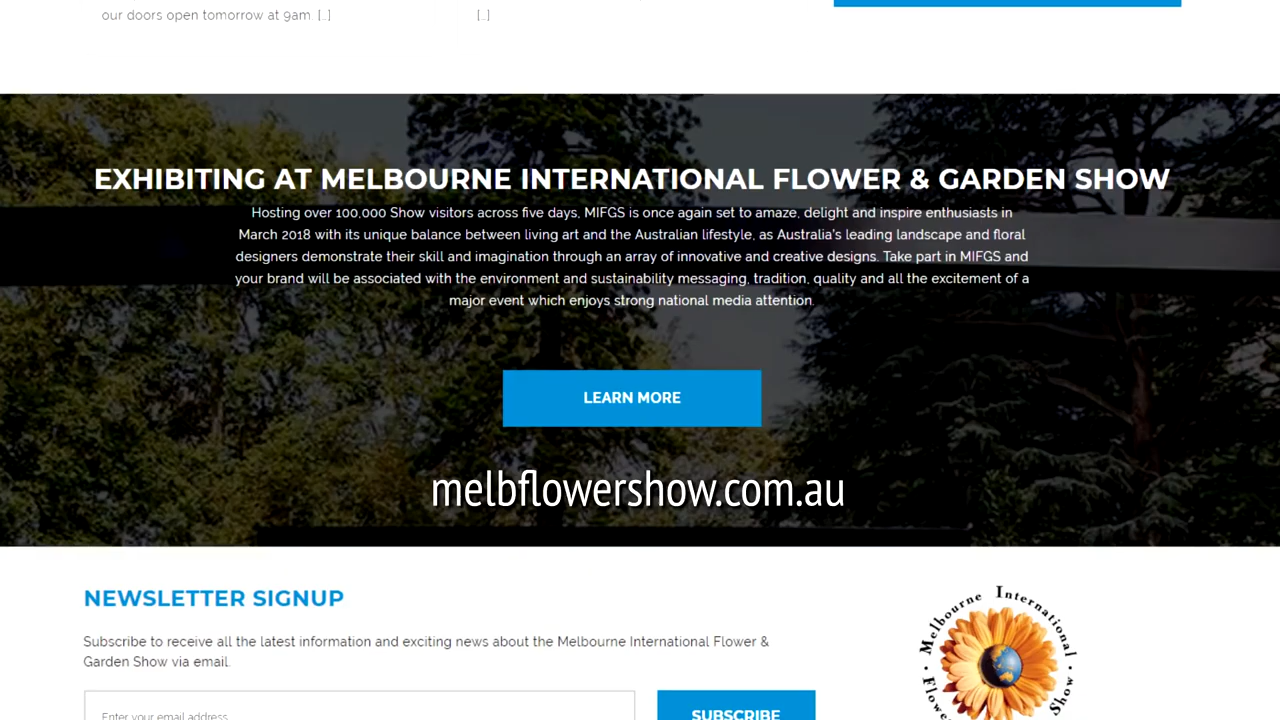 our doors open tomorrow at 9am [...]
[...]
EXHIBITING AT MELBOURNE INTERNATIONAL FLOWER & GARDEN SHOW
Hosting over 100,000 Show visitors across five days, MIFGS is once again set to amaze, delight and inspire enthusiasts in
March 2018 with its unique balance between living art and the Australian lifestyle, as Australia's leading landscape and floral
designers demonstrate their skill and imagination through an array of innovative and creative designs. Take part in MIFGS and
your brand will be associated with the environment and sustainability messaging, tradition, quality and all the excitement of a
major event which enjoys strong national media attention.
LEARN MORE
melbflowershow.com.au
NEWSLETTER SIGNUP
Subscribe to receive all the latest information and exciting news about the Melbourne International Flower &
Garden Show via email.
Enter your email address
SUBSCRIBE
Melbourne International
Flowe
Show